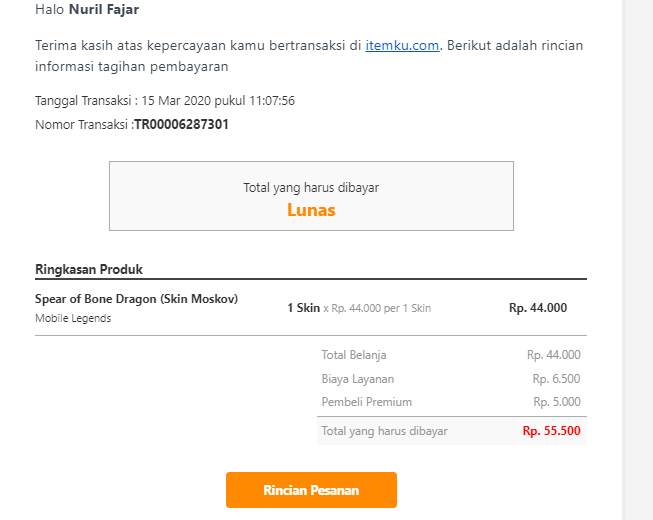 Halo Nuril Fajar
Terima kasih atas kepercayaan kamu bertransaksi di itemku.com. Berikut adalah rincian
informasi tagihan pembayaran
Tanggal Transaksi : 15 Mar 2020 pukul 11:07:56
Nomor Transaksi :TR00006287301
Total yang harus dibayar
Lunas
Ringkasan Produk
Spear of Bone Dragon (Skin Moskov) 1 Skin x Rp. 44.000 per 1 Skin Rp. 44.000
Mobile Legends
Total Belanja Rp. 44.000
Biaya Layanan Rp. 6.500
Pembeli Premium Rp. 5.000
Total yang harus dibayar Rp. 55.500
Rincian Pesanan